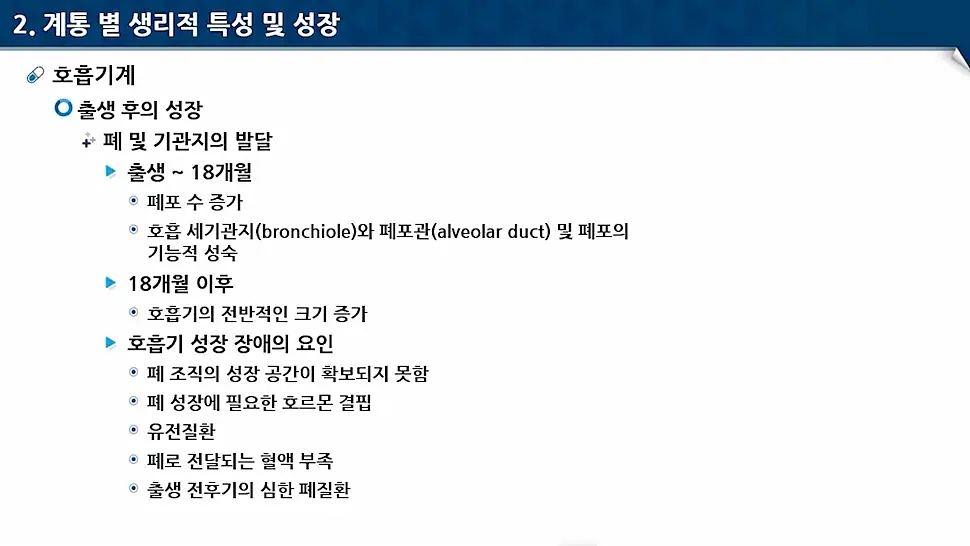 2. 계통 별 생리적 특성 및 성장
호흡기계
출생 후의 성장
폐 및 기관지의 발달
출생 ~ 18개월
폐포 수 증가
호흡 세기관지(bronchiole)와 폐포관(alveolar duct) 및 폐포의
기능적 성숙
18개월 이후
호흡기의 전반적인 크기 증가
호흡기 성장 장애의 요인
폐 조직의 성장 공간이 확보되지 못함
폐 성장에 필요한 호르몬 결핍
유전질환
폐로 전달되는 혈액 부족
출생 전후기의 심한 폐질환